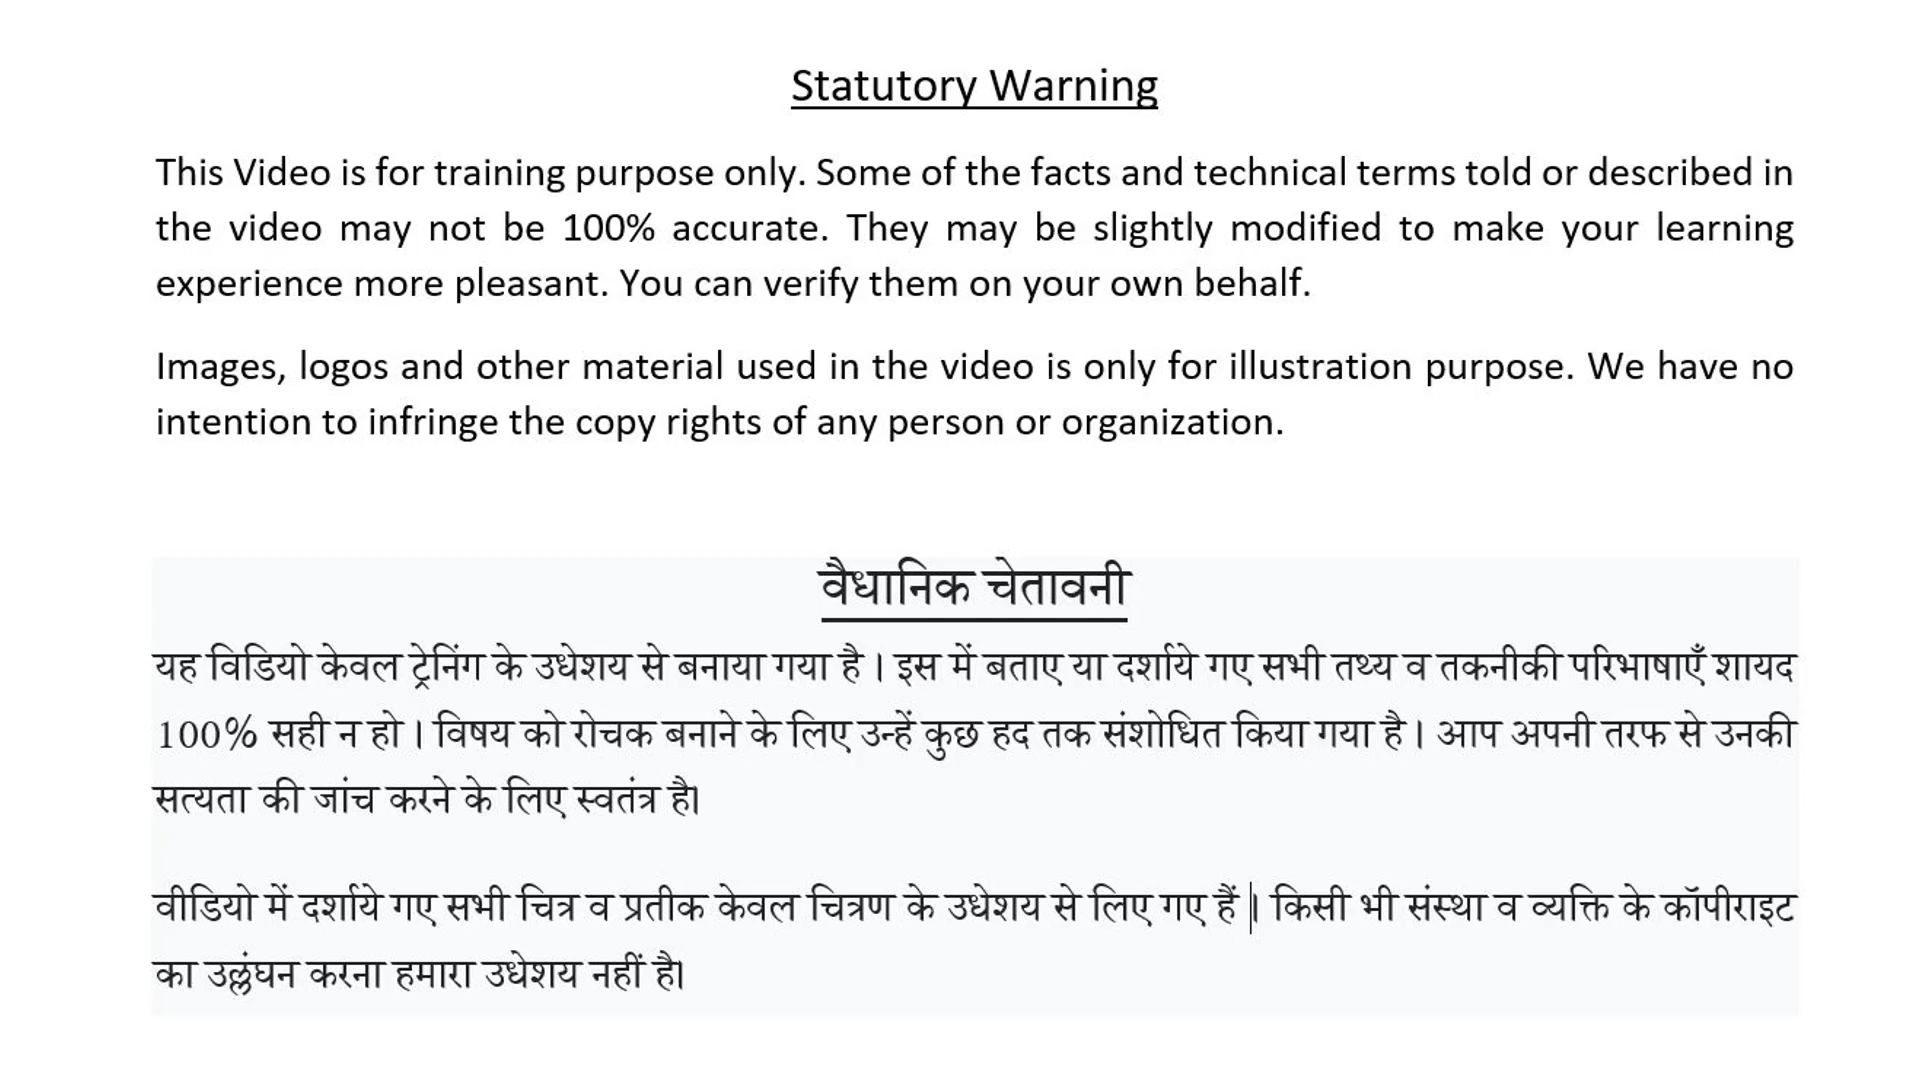 Statutory Warning
This Video is for training purpose only. Some of the facts and technical terms told or described in
the video may not be 100% accurate. They may be slightly modified to make your learning
experience more pleasant. You can verify them on your own behalf.
Images, logos and other material used in the video is only for illustration purpose. We have no
intention to infringe the copy rights of any person or organization.
वैधानिक चेतावनी
यह विडियो केवल ट्रेनिंग के उधेशय से बनाया गया है । इस में बताए या दर्शाये गए सभी तथ्य व तकनीकी परिभाषाएँ शायद
100% सही न हो । विषय को रोचक बनाने के लिए उन्हें कुछ हद तक संशोधित किया गया है । आप अपनी तरफ से उनकी
सत्यता की जांच करने के लिए स्वतंत्र है।
वीडियो में दर्शाये गए सभी चित्र व प्रतीक केवल चित्रण के उधेशय से लिए गए हैं । किसी भी संस्था व व्यक्ति के कॉपीराइट
का उल्लंघन करना हमारा उधेशय नहीं है।